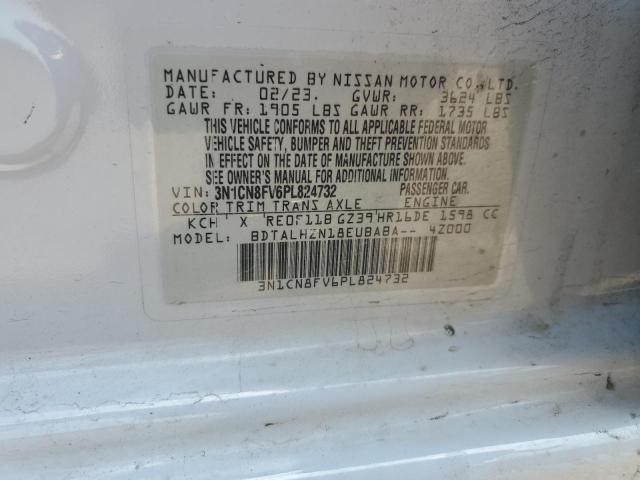 MANUFACTURED BY NISSAN MOTOR CO., LTD.
DATE: 02/23. GVWR: 3624 LBS
GAWR FR: 1905 LBS GAWR RR: 1735 LBS
THIS VEHICLE CONFORMS TO ALL APPLICABLE FEDERAL MOTOR
VEHICLE SAFETY, BUMPER AND THEFT PREVENTION STANDARDS
IN EFFECT ON THE DATE OF MANUFACTURE SHOWN ABOVE.
SEE OWNER'S MANUAL FOR ADDITIONAL INFORMATION.
VIN: 3N1CN8FV6PL824732 PASSENGER CAR.
COLOR TRIM TRANS AXLE ENGINE
KCH X RE0F11B GZ39 HR16DE 1598 CC
MODEL: BDTALHZN18EUBABA-- 4Z000
3N1CN8FV6PL824732